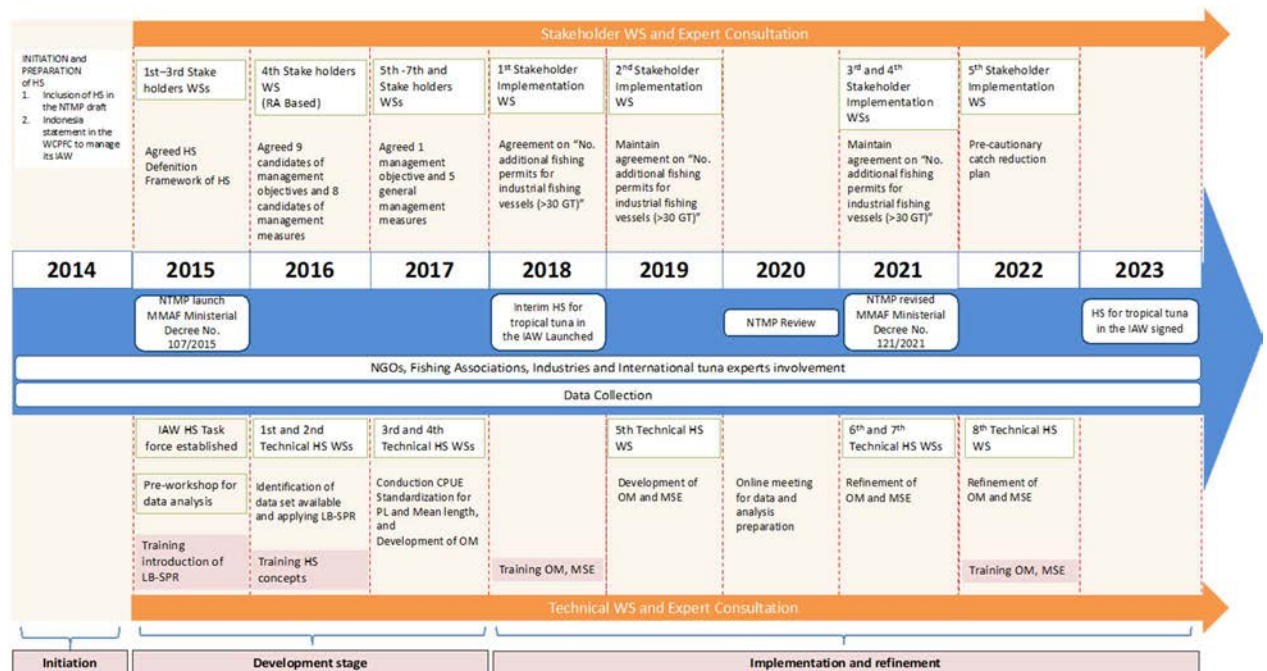 Stakeholder WS and Expert Consultation
INITIATION and
PREPARATION
of HS
1. Inclusion of HS in
the NTMP draft
2. Indonesia
statement in the
WCPFC to manage
its IAW
1st–3rd Stake
holders WSs
Agreed HS
Defenition
Framework of HS
4th Stake holders
WS
(RA Based)
Agreed 9
candidates of
management
objectives and 8
candidates of
management
measures
5th -7th and
Stake holders
WSs
Agreed 1
management
objective and 5
general
management
measures
1st Stakeholder
Implementation
WS
Agreement on “No.
additional fishing
permits for
industrial fishing
vessels (>30 GT)”
2nd Stakeholder
Implementation
WS
Maintain
agreement on “No.
additional fishing
permits for
industrial fishing
vessels (>30 GT)”
3rd and 4th
Stakeholder
Implementation
WSs
Maintain
agreement on “No.
additional fishing
permits for
industrial fishing
vessels (>30 GT)”
5th Stakeholder
Implementation
WS
Pre-cautionary
catch reduction
plan
2014
2015
2016
2017
2018
2019
2020
2021
2022
2023
NTMP launch
MMAF Ministerial
Decree No.
107/2015
Interim HS for
tropical tuna in
the IAW Launched
NTMP Review
NTMP revised
MMAF Ministerial
Decree No.
121/2021
HS for tropical tuna
in the IAW signed
NGOs, Fishing Associations, Industries and International tuna experts involvement
Data Collection
IAW HS Task
force established
Pre-workshop for
data analysis
Training
introduction of
LB-SPR
1st and 2nd
Technical HS WSs
Identification of
data set available
and applying LB-SPR
Training HS
concepts
3rd and 4th
Technical HS WSs
Conduction CPUE
Standardization for
PL and Mean length,
and
Development of OM
Training OM, MSE
5th Technical HS
WS
Development of
OM and MSE
Online meeting
for data and
analysis
preparation
6th and 7th
Technical HS WSs
Refinement of
OM and MSE
8th Technical HS
WS
Refinement of
OM and MSE
Training OM, MSE
Technical WS and Expert Consultation
Initiation
Development stage
Implementation and refinement